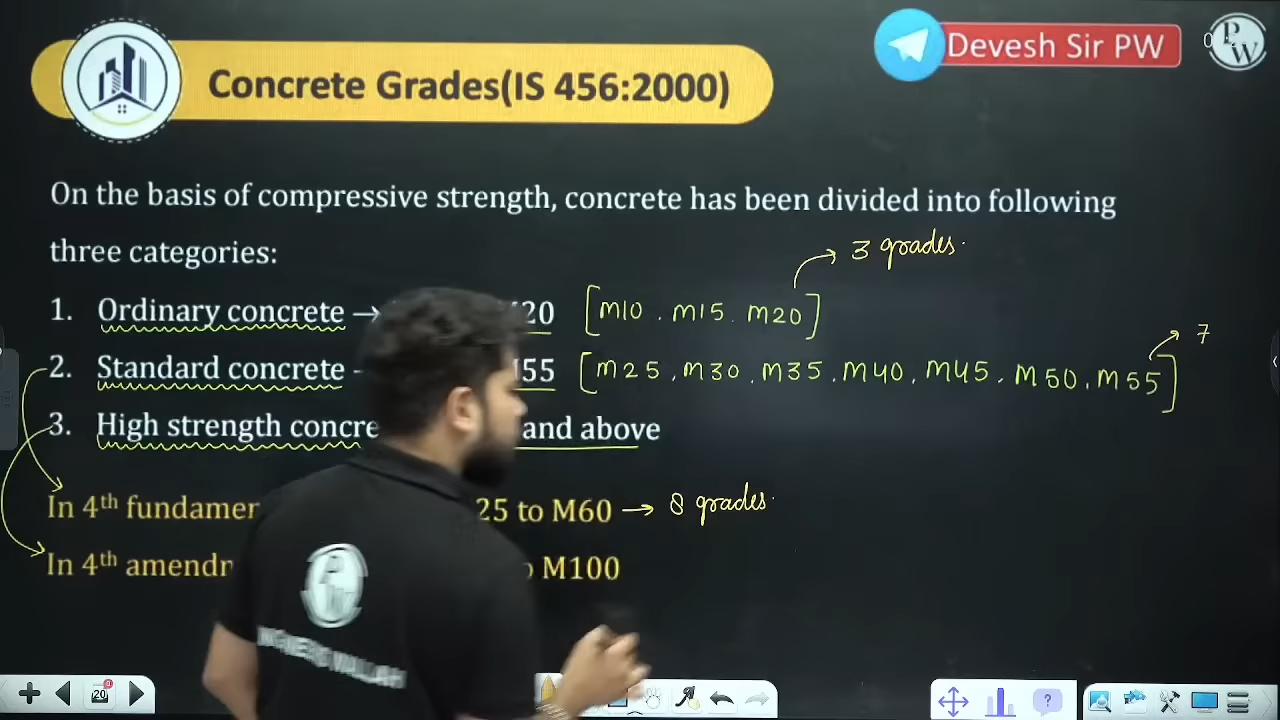 Devesh Sir PW
PW
Concrete Grades(IS 456:2000)
On the basis of compressive strength, concrete has been divided into following
three categories:
→ 3 grades.
1. Ordinary concrete → 20 [M10. M15. M20]
→ 7
2. Standard concrete - 55 [M25, M30, M35, M40, M45, M50, M55]
3. High strength concre and above
In 4th fundamer 25 to M60 → 8 grades.
In 4th amendn M100
20